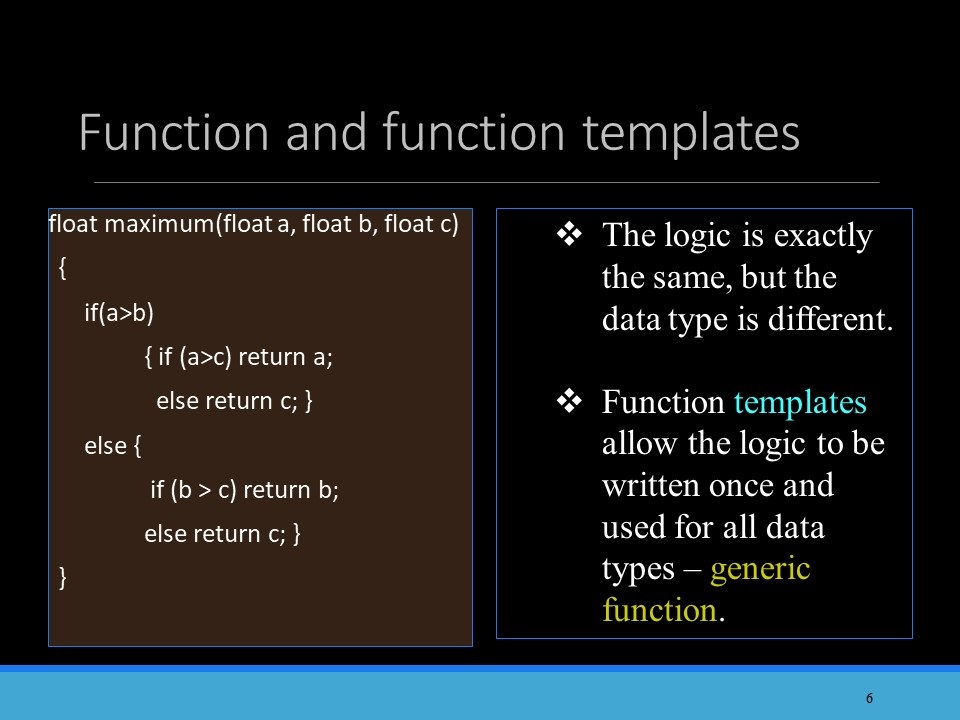 Function and function templates
float maximum(float a, float b, float c)
{
if(a>b)
{ if (a>c) return a;
else return c; }
else {
if (b > c) return b;
else return c; }
}
❖ The logic is exactly
the same, but the
data type is different.
❖ Function templates
allow the logic to be
written once and
used for all data
types – generic
function.
6